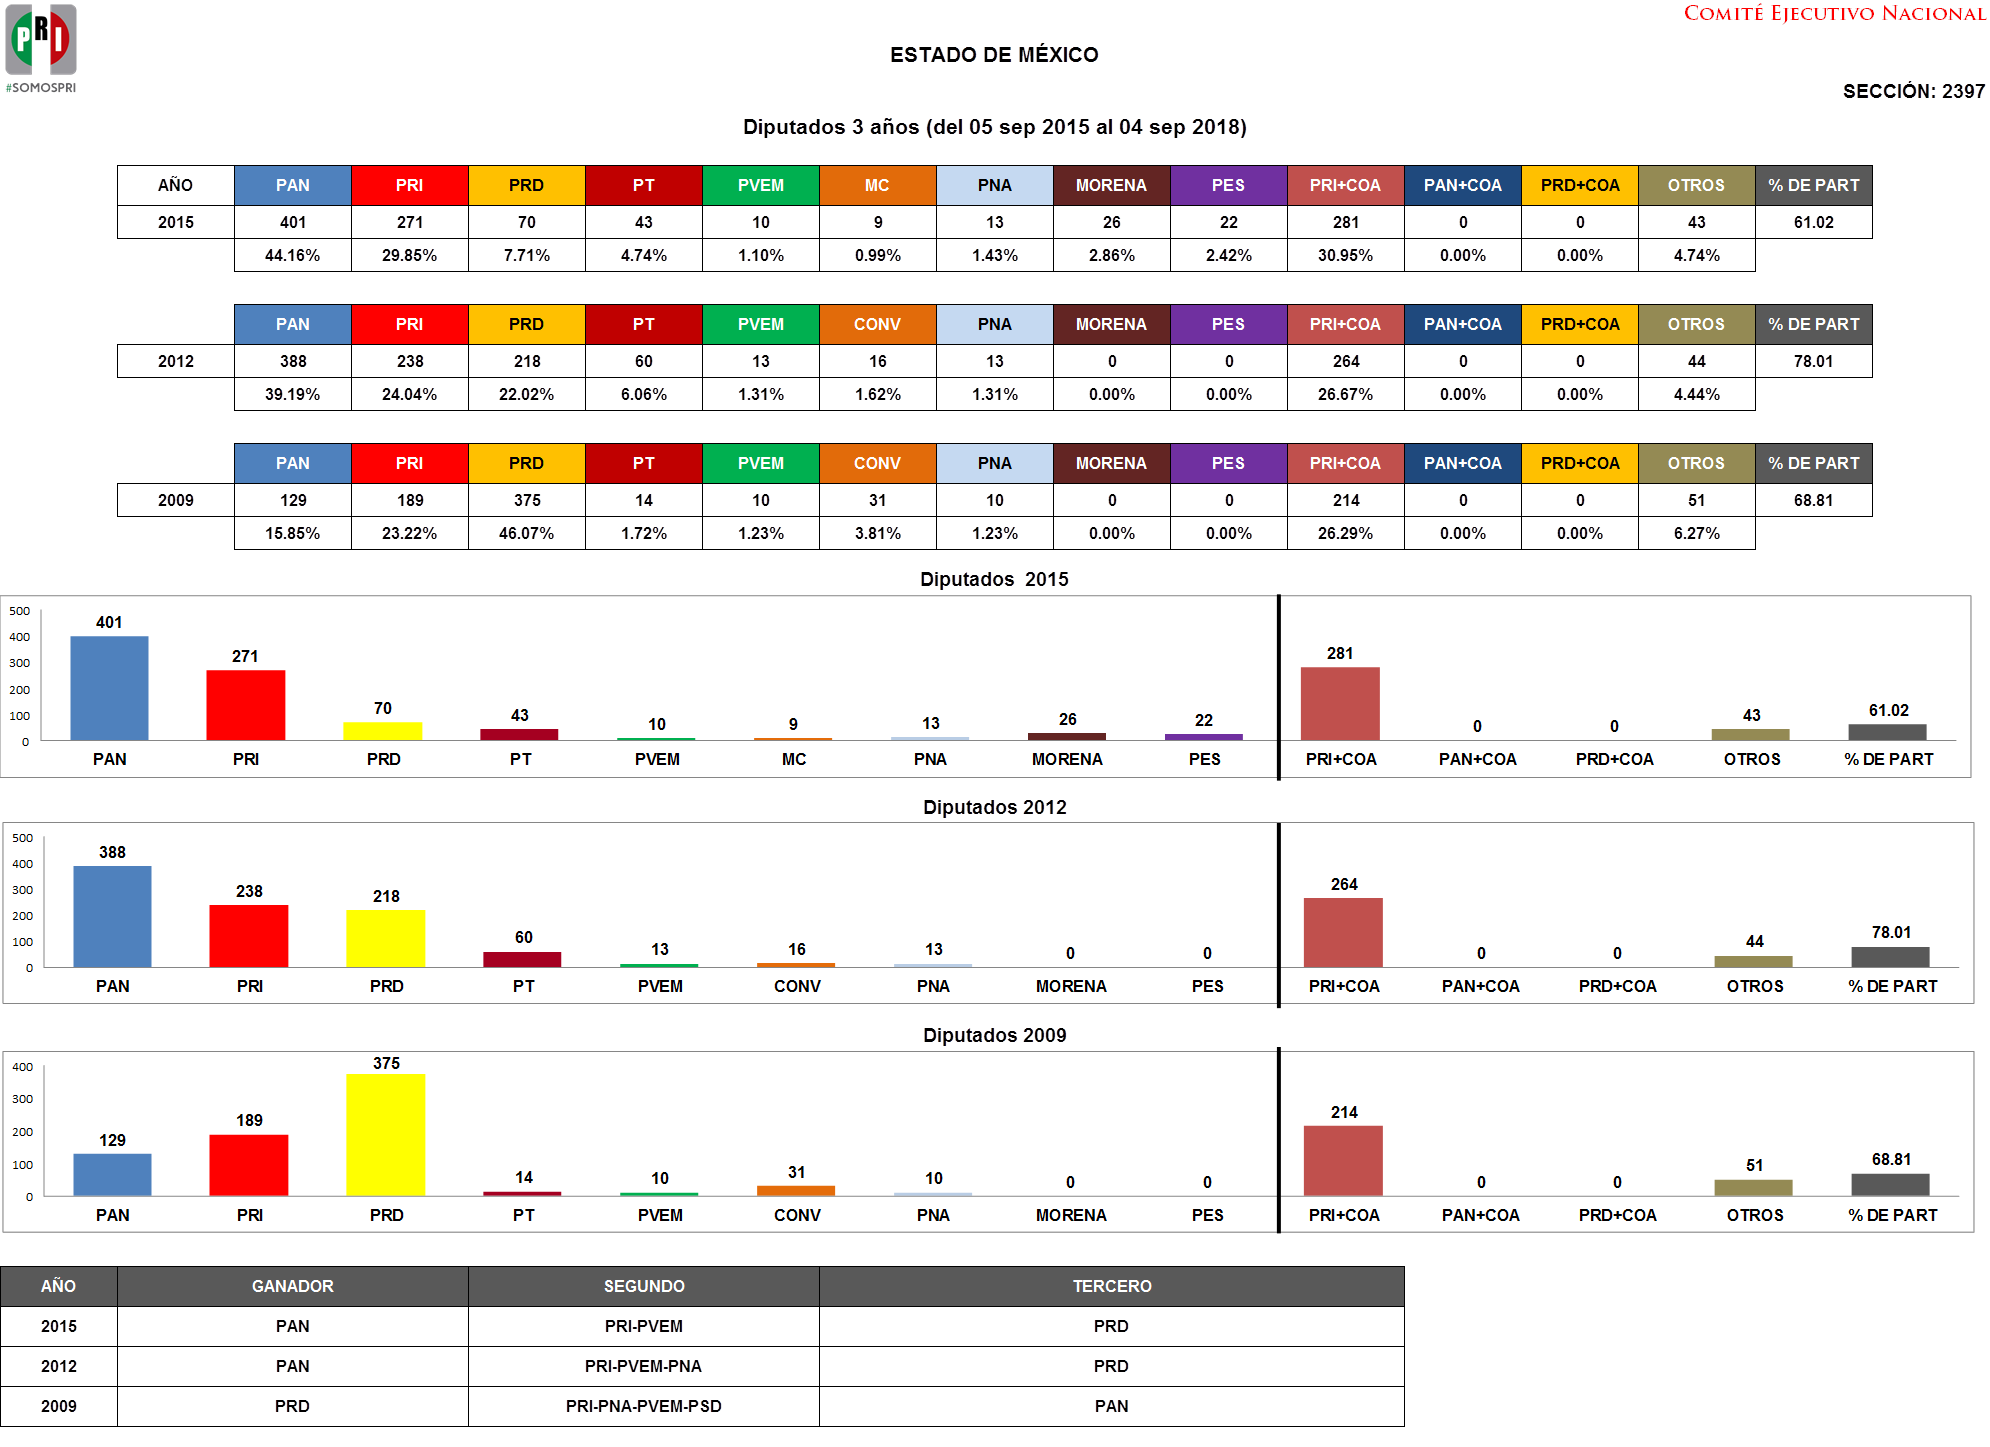 PRI
#SOMOSPRI
COMITÉ EJECUTIVO NACIONAL
ESTADO DE MÉXICO
SECCIÓN: 2397
Diputados 3 años (del 05 sep 2015 al 04 sep 2018)
AÑO PAN PRI PRD PT PVEM MC PNA MORENA PES PRI+COA PAN+COA PRD+COA OTROS % DE PART
2015 401 271 70 43 10 9 13 26 22 281 0 0 43 61.02
44.16% 29.85% 7.71% 4.74% 1.10% 0.99% 1.43% 2.86% 2.42% 30.95% 0.00% 0.00% 4.74%
PAN PRI PRD PT PVEM CONV PNA MORENA PES PRI+COA PAN+COA PRD+COA OTROS % DE PART
2012 388 238 218 60 13 16 13 0 0 264 0 0 44 78.01
39.19% 24.04% 22.02% 6.06% 1.31% 1.62% 1.31% 0.00% 0.00% 26.67% 0.00% 0.00% 4.44%
PAN PRI PRD PT PVEM CONV PNA MORENA PES PRI+COA PAN+COA PRD+COA OTROS % DE PART
2009 129 189 375 14 10 31 10 0 0 214 0 0 51 68.81
15.85% 23.22% 46.07% 1.72% 1.23% 3.81% 1.23% 0.00% 0.00% 26.29% 0.00% 0.00% 6.27%
Diputados 2015
500
400
300
200
100
0
401 271 70 43 10 9 13 26 22 281 0 0 43 61.02
PAN PRI PRD PT PVEM MC PNA MORENA PES PRI+COA PAN+COA PRD+COA OTROS % DE PART
Diputados 2012
500
400
300
200
100
0
388 238 218 60 13 16 13 0 0 264 0 0 44 78.01
PAN PRI PRD PT PVEM CONV PNA MORENA PES PRI+COA PAN+COA PRD+COA OTROS % DE PART
Diputados 2009
400
300
200
100
0
129 189 375 14 10 31 10 0 0 214 0 0 51 68.81
PAN PRI PRD PT PVEM CONV PNA MORENA PES PRI+COA PAN+COA PRD+COA OTROS % DE PART
AÑO GANADOR SEGUNDO TERCERO
2015 PAN PRI-PVEM PRD
2012 PAN PRI-PVEM-PNA PRD
2009 PRD PRI-PNA-PVEM-PSD PAN